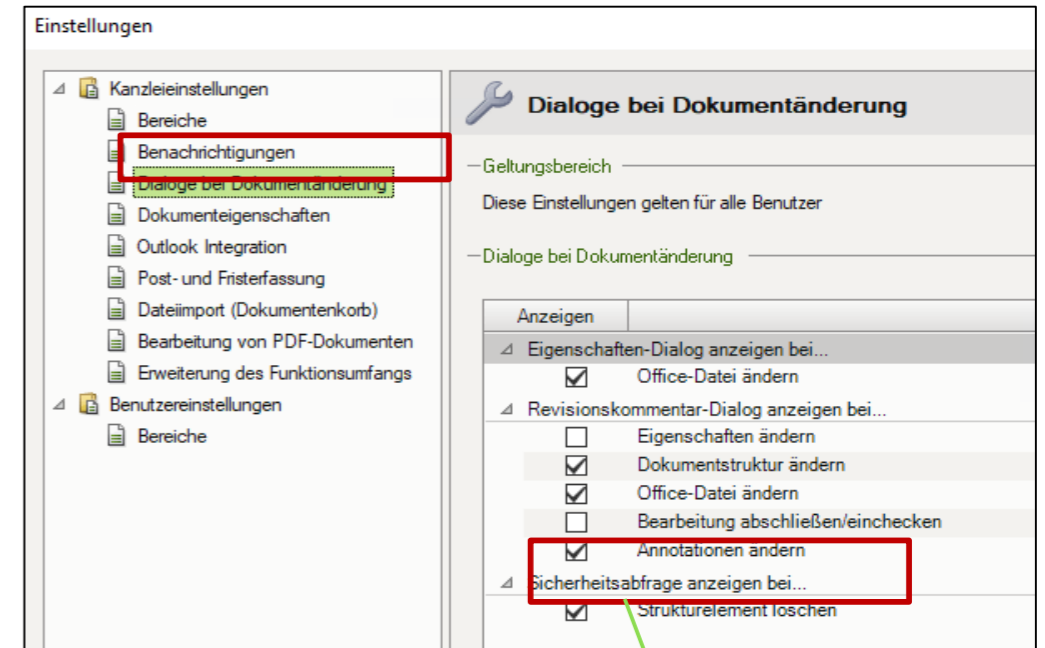 Einstellungen
Kanzleieinstellungen
Bereiche
Benachrichtigungen
Dialoge bei Dokumentänderung
Dokumenteigenschaften
Outlook Integration
Post- und Fristerfassung
Dateiimport (Dokumentenkorb)
Bearbeitung von PDF-Dokumenten
Erweiterung des Funktionsumfangs
Benutzereinstellungen
Bereiche
Dialoge bei Dokumentänderung
Geltungsbereich
Diese Einstellungen gelten für alle Benutzer
Dialoge bei Dokumentänderung
Anzeigen
Eigenschaften-Dialog anzeigen bei...
Office-Datei ändern
Revisionskommentar-Dialog anzeigen bei...
Eigenschaften ändern
Dokumentstruktur ändern
Office-Datei ändern
Bearbeitung abschließen/einchecken
Annotationen ändern
Sicherheitsabfrage anzeigen bei...
Strukturelement löschen